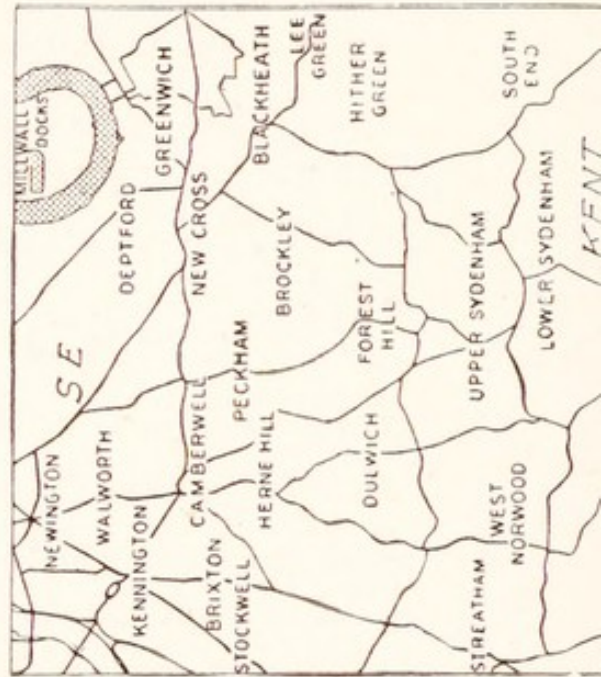 MILLWALL
DOCKS
SE
NEWINGTON
WALWORTH
KENNINGTON
DEPTFORD
GREENWICH
BRIXTON
STOCKWELL
CAMBERWELL
NEW CROSS
PECKHAM
HERNE HILL
BROCKLEY
BLACKHEATH
LEE
GREEN
DULWICH
FOREST
HILL
HITHER
GREEN
STREATHAM
WEST
NORWOOD
UPPER SYDENHAM
LOWER SYDENHAM
SOUTH
END
KENT